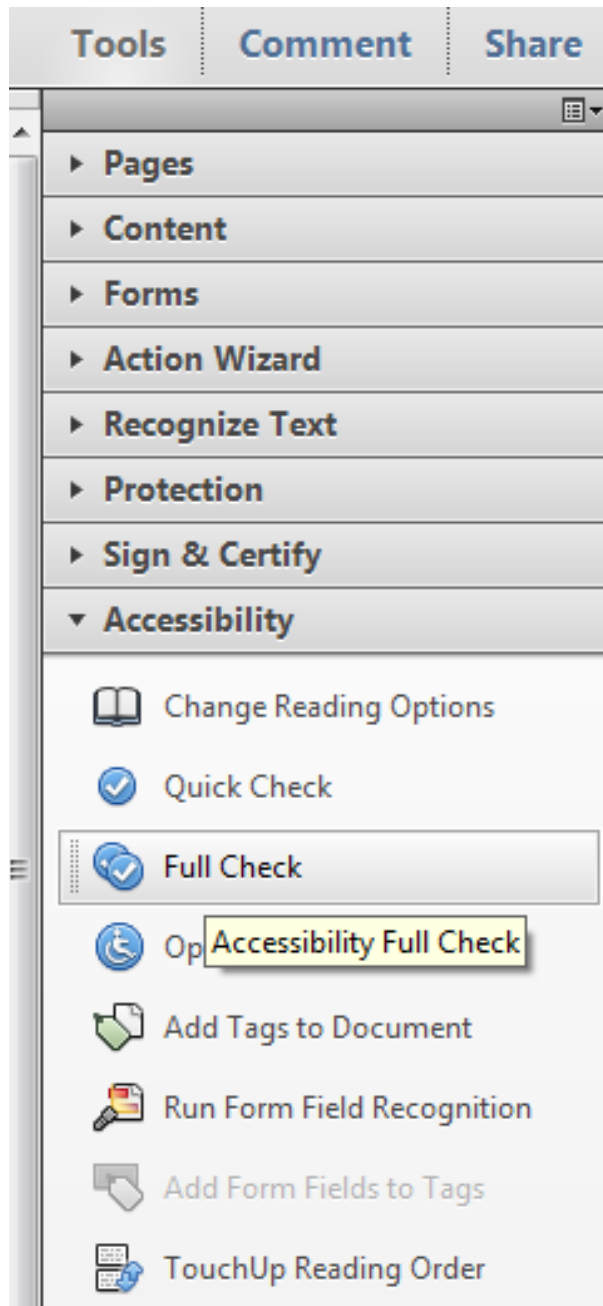 Tools Comment Share
Pages
Content
Forms
Action Wizard
Recognize Text
Protection
Sign & Certify
Accessibility
Change Reading Options
Quick Check
Full Check
Op Accessibility Full Check
Add Tags to Document
Run Form Field Recognition
Add Form Fields to Tags
TouchUp Reading Order